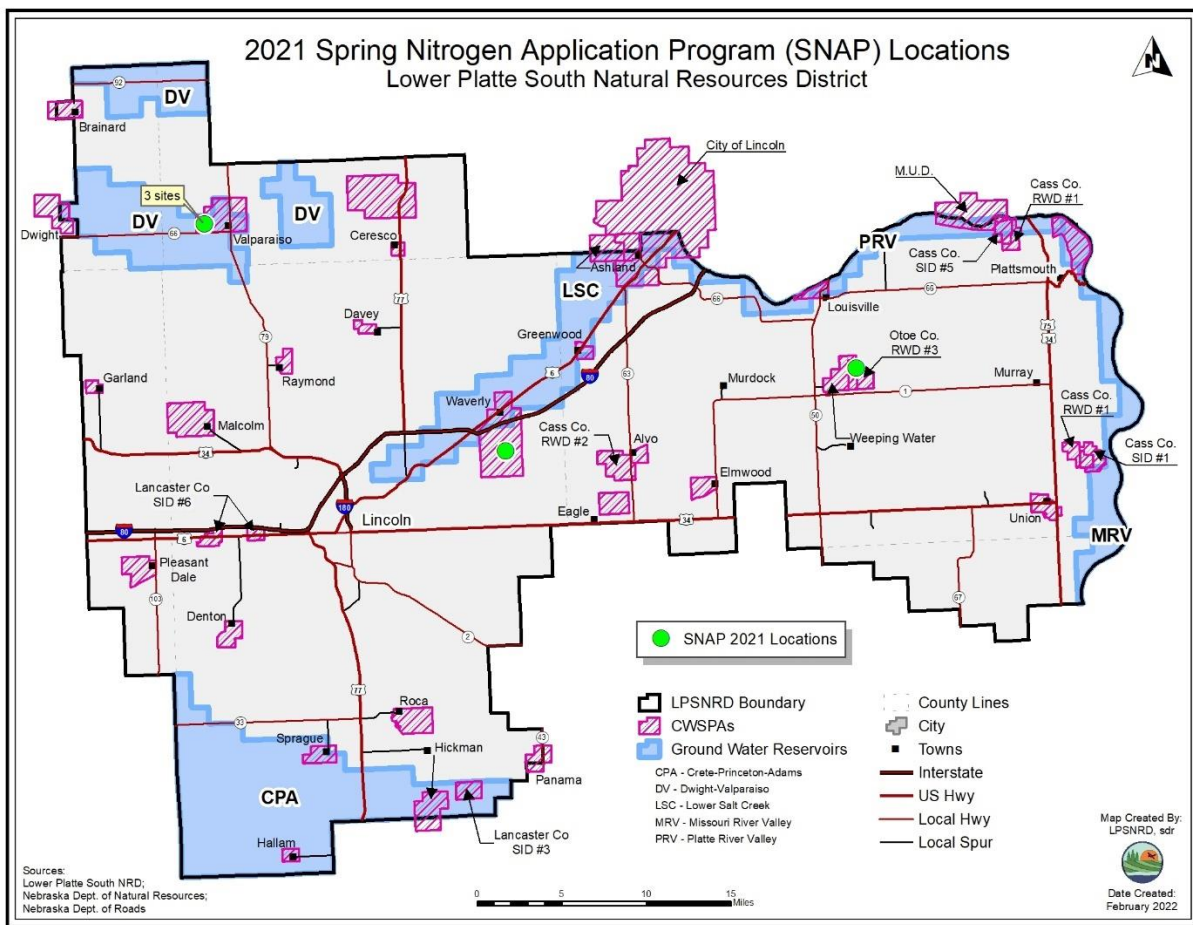 2021 Spring Nitrogen Application Program (SNAP) Locations
Lower Platte South Natural Resources District
N
92
DV
Brainard
City of Lincoln
M.U.D.
Cass Co.
RWD #1
3 sites
DV
DV
Dwight
66
Valparaiso
Ceresco
PRV
Cass Co.
SID #5
Plattsmouth
Ashland
LSC
77
66
Louisville
66
Davey
79
Greenwood
75
34
Otoe Co.
RWD #3
Raymond
6
80
63
Garland
Murdock
Murray
1
Waverly
Malcolm
50
Weeping Water
Cass Co.
RWD #1
Cass Co.
RWD #2
Alvo
Cass Co.
SID #1
34
Lancaster Co
SID #6
Elmwood
180
Lincoln
Eagle
34
Union
80
6
MRV
Pleasant
Dale
103
67
Denton
2
SNAP 2021 Locations
77
Roca
33
Sprague
Hickman
43
Panama
CPA
Lancaster Co
SID #3
Hallam
LPSNRD Boundary
CWSPAs
Ground Water Reservoirs
CPA - Crete-Princeton-Adams
DV - Dwight-Valparaiso
LSC - Lower Salt Creek
MRV - Missouri River Valley
PRV - Platte River Valley
County Lines
City
Towns
Interstate
US Hwy
Local Hwy
Local Spur
Map Created By:
LPSNRD, sdr
Date Created:
February 2022
Sources:
Lower Platte South NRD;
Nebraska Dept. of Natural Resources;
Nebraska Dept. of Roads
0 5 10 15
Miles